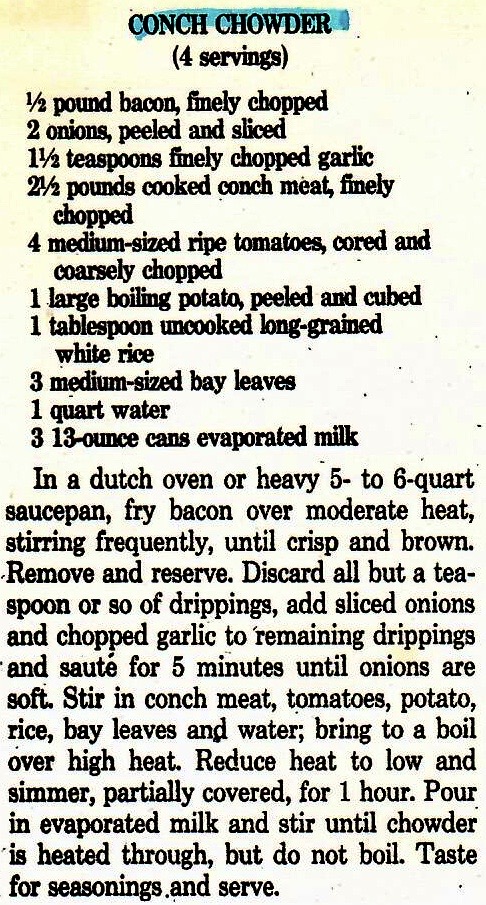 CONCH CHOWDER
(4 servings)
½ pound bacon, finely chopped
2 onions, peeled and sliced
1½ teaspoons finely chopped garlic
2½ pounds cooked conch meat, finely
chopped
4 medium-sized ripe tomatoes, cored and
coarsely chopped
1 large boiling potato, peeled and cubed
1 tablespoon uncooked long-grained
white rice
3 medium-sized bay leaves
1 quart water
3 13-ounce cans evaporated milk
In a dutch oven or heavy 5- to 6-quart
saucepan, fry bacon over moderate heat,
stirring frequently, until crisp and brown.
Remove and reserve. Discard all but a tea-
spoon or so of drippings, add sliced onions
and chopped garlic to remaining drippings
and sauté for 5 minutes until onions are
soft. Stir in conch meat, tomatoes, potato,
rice, bay leaves and water; bring to a boil
over high heat. Reduce heat to low and
simmer, partially covered, for 1 hour. Pour
in evaporated milk and stir until chowder
is heated through, but do not boil. Taste
for seasonings and serve.